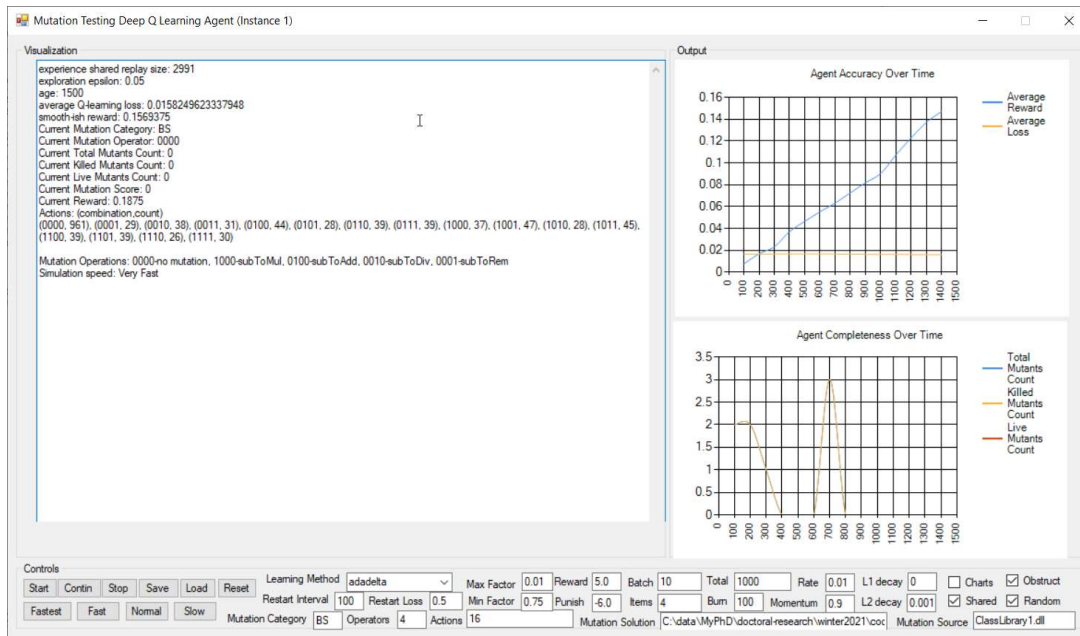 Mutation Testing Deep Q Learning Agent (Instance 1)
Visualization
experience shared replay size: 2991
exploration epsilon: 0.05
age: 1500
average Q-learning loss: 0.0158249623337948
smooth-ish reward: 0.1569375
Current Mutation Category: BS
Current Mutation Operator: 0000
Current Total Mutants Count: 0
Current Killed Mutants Count: 0
Current Live Mutants Count: 0
Current Mutation Score: 0
Current Reward: 0.1875
Actions: (combination,count)
(0000, 961), (0001, 29), (0010, 38), (0011, 31), (0100, 44), (0101, 28), (0110, 39), (0111, 39), (1000, 37), (1001, 47), (1010, 28), (1011, 45),
(1100, 39), (1101, 39), (1110, 26), (1111, 30)
Mutation Operations: 0000-no mutation, 1000-subToMul, 0100-subToAdd, 0010-subToDiv, 0001-subToRem
Simulation speed: Very Fast
Output
Agent Accuracy Over Time
0.16
0.14
0.12
0.1
0.08
0.06
0.04
0.02
0
0 100 200 300 400 500 600 700 800 900 1000 1100 1200 1300 1400 1500
Average
Reward
Average
Loss
Agent Completeness Over Time
3.5
3
2.5
2
1.5
1
0.5
0
0 100 200 300 400 500 600 700 800 900 1000 1100 1200 1300 1400 1500
Total
Mutants
Count
Killed
Mutants
Count
Live
Mutants
Count
Controls
Start Contin Stop Save Load Reset Learning Method adadelta Max Factor 0.01 Reward 5.0 Batch 10 Total 1000 Rate 0.01 L1 decay 0 Charts Obstruct
Fastest Fast Normal Slow Restart Interval 100 Restart Loss 0.5 Min Factor 0.75 Punish -6.0 Items 4 Burn 100 Momentum 0.9 L2 decay 0.001 Shared Random
Mutation Category BS Operators 4 Actions 16 Mutation Solution C:\data\MyPhD\doctoral-research\winter2021\coc Mutation Source ClassLibrary1.dll